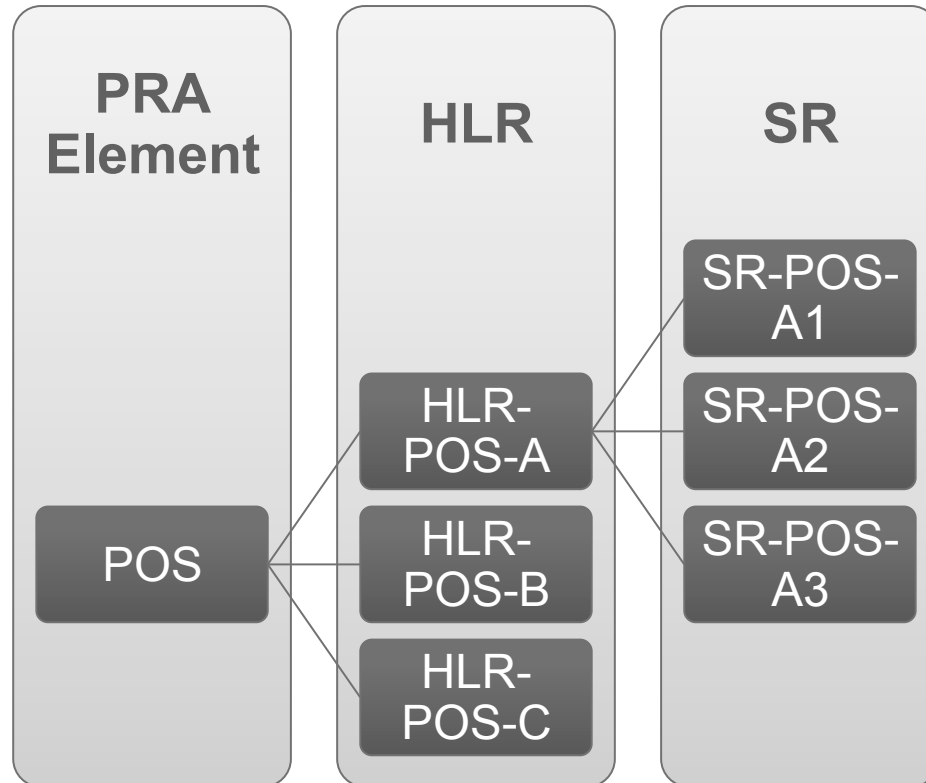 PRA
Element
HLR
SR
POS
HLR-
POS-A
HLR-
POS-B
HLR-
POS-C
SR-POS-
A1
SR-POS-
A2
SR-POS-
A3